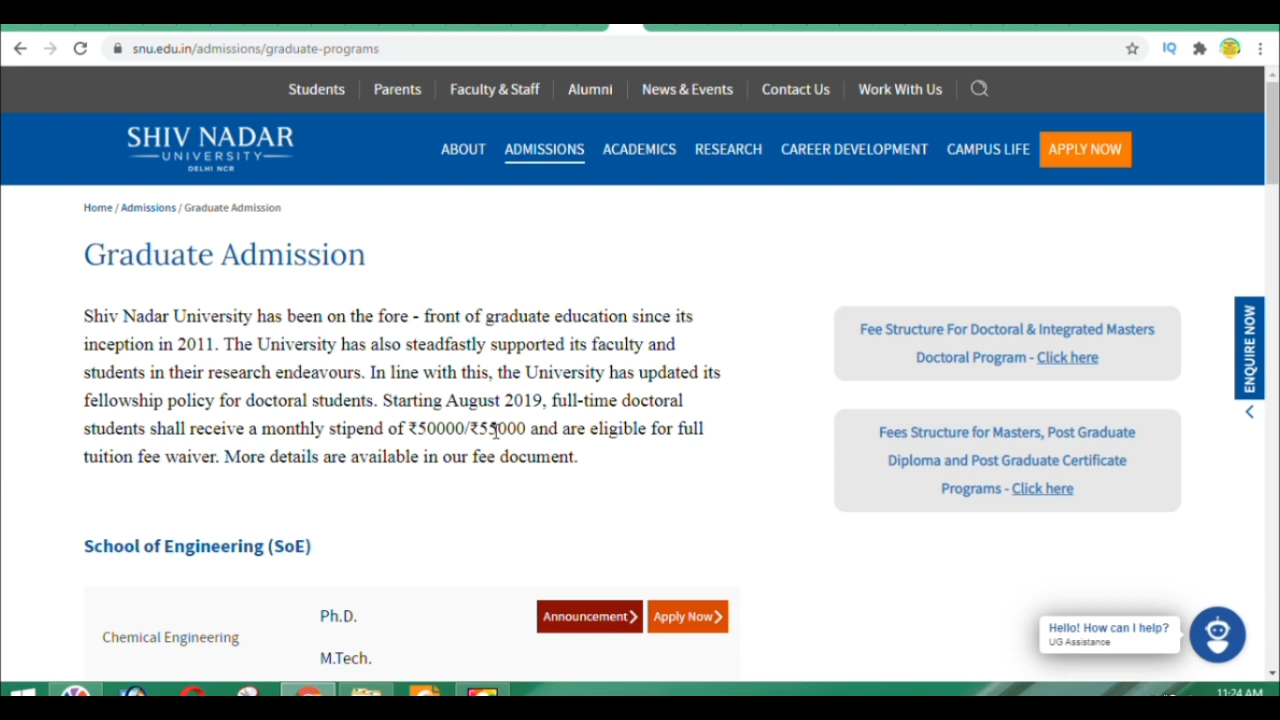 snu.edu.in/admissions/graduate-programs
IQ
Students Parents Faculty & Staff Alumni News & Events Contact Us Work With Us
SHIV NADAR
UNIVERSITY
DELHI NCR
ABOUT ADMISSIONS ACADEMICS RESEARCH CAREER DEVELOPMENT CAMPUS LIFE APPLY NOW
Home / Admissions / Graduate Admission
Graduate Admission
Shiv Nadar University has been on the fore - front of graduate education since its
inception in 2011. The University has also steadfastly supported its faculty and
students in their research endeavours. In line with this, the University has updated its
fellowship policy for doctoral students. Starting August 2019, full-time doctoral
students shall receive a monthly stipend of ₹50000/₹55000 and are eligible for full
tuition fee waiver. More details are available in our fee document.
Fee Structure For Doctoral & Integrated Masters
Doctoral Program - Click here
Fees Structure for Masters, Post Graduate
Diploma and Post Graduate Certificate
Programs - Click here
ENQUIRE NOW
School of Engineering (SoE)
Chemical Engineering
Ph.D.
Announcement Apply Now
M.Tech.
Hello! How can I help?
UG Assistance
11:24 AM